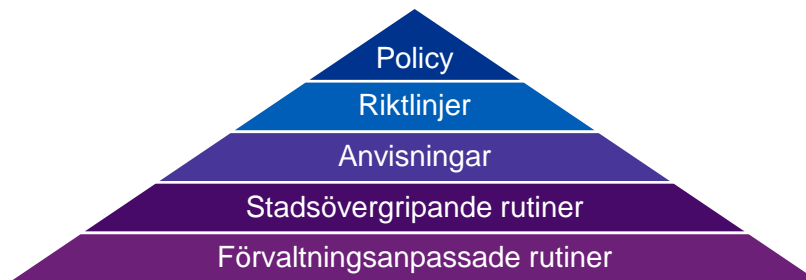 Policy
Riktlinjer
Anvisningar
Stadsövergripande rutiner
Förvaltningsanpassade rutiner